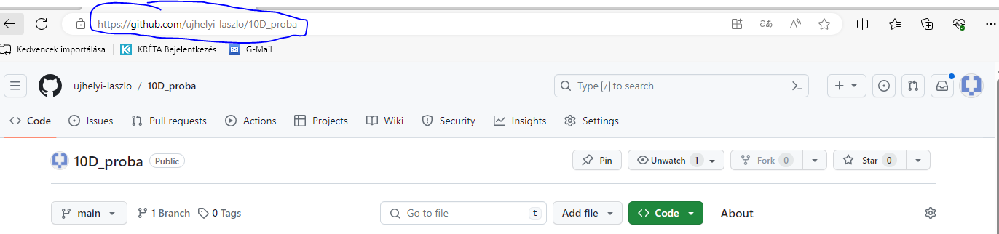 https://github.com/ujhelyi-laszlo/10D_proba
aあ
A
Kedvencek importálása KRÉTA Bejelentkezés G-Mail
ujhelyi-laszlo / 10D_proba Type / to search
Code Issues Pull requests Actions Projects Wiki Security Insights Settings
10D_proba Public Pin Unwatch 1 Fork 0 Star 0
main 1 Branch 0 Tags Go to file t Add file Code About